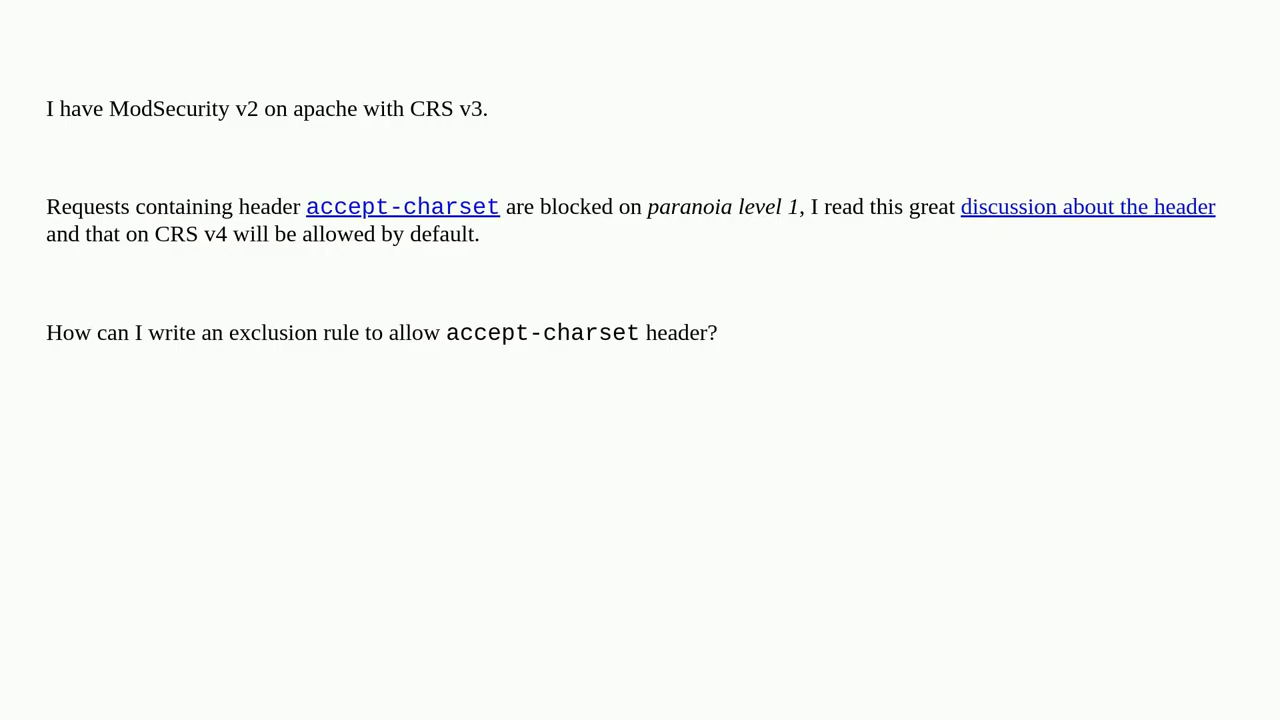 I have ModSecurity v2 on apache with CRS v3.
Requests containing header accept-charset are blocked on paranoia level 1, I read this great discussion about the header
and that on CRS v4 will be allowed by default.
How can I write an exclusion rule to allow accept-charset header?